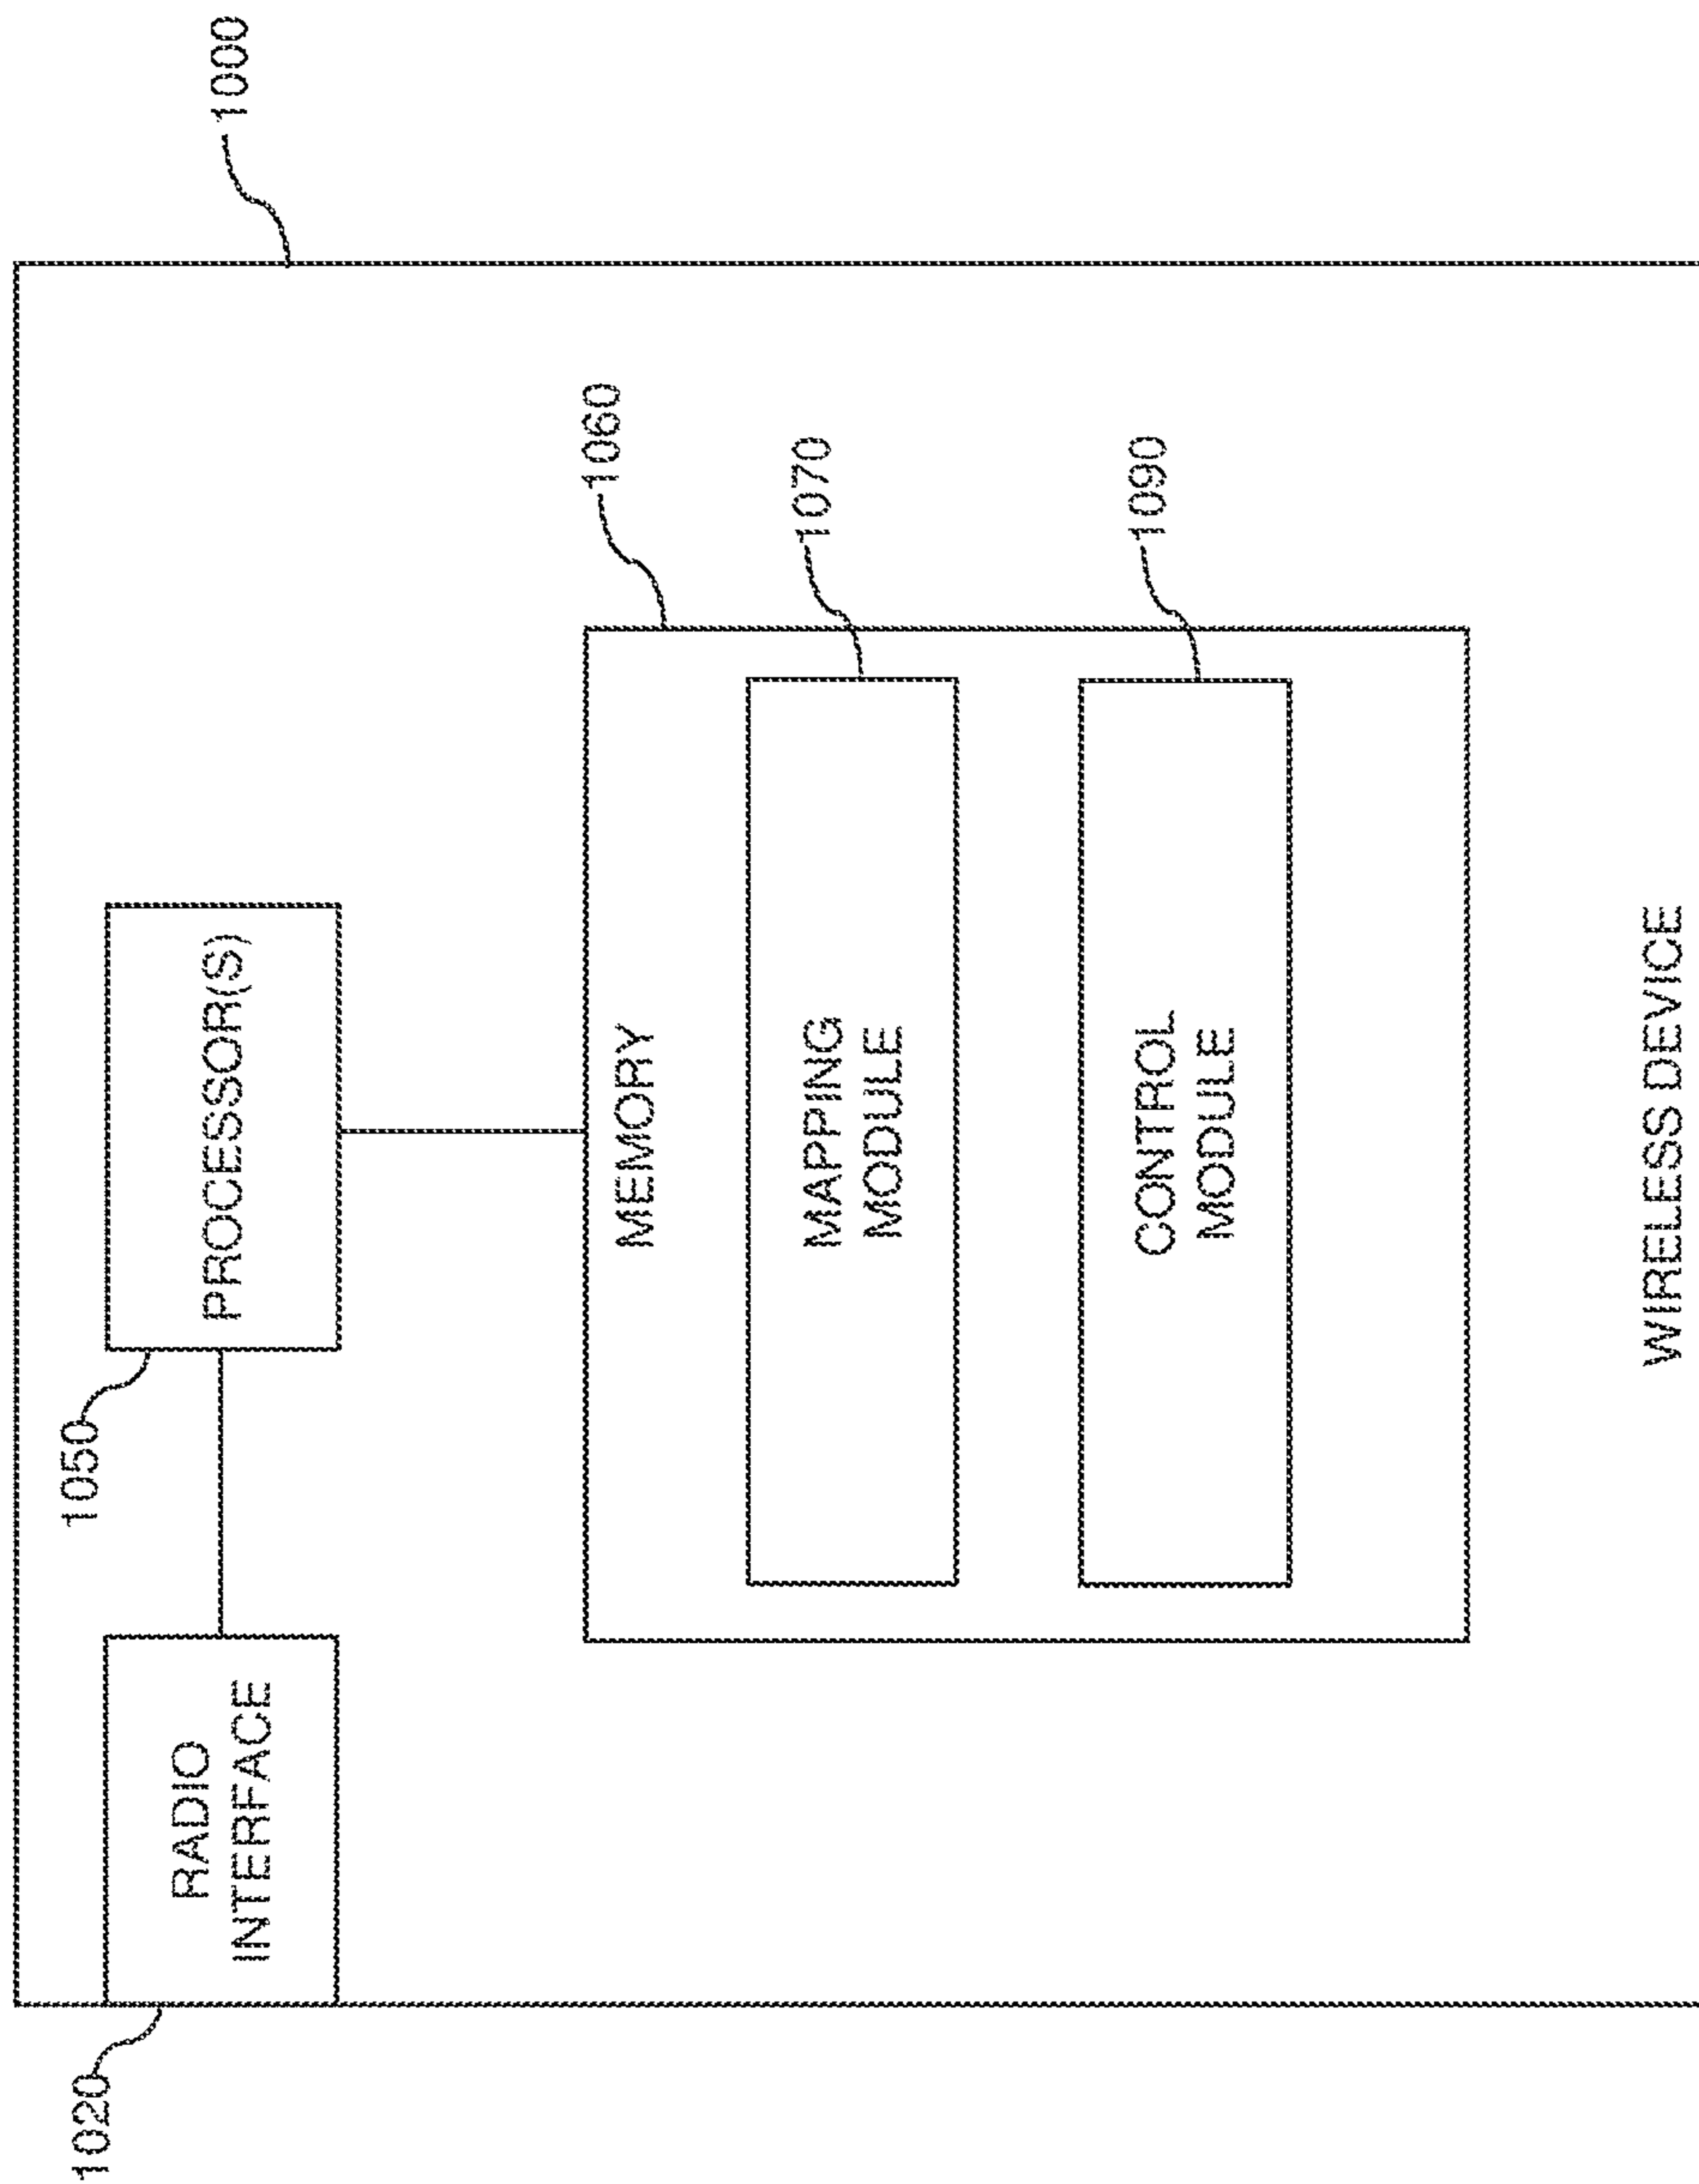 1000
1020
RADIO
INTERFACE
1050
PROCESSOR(S)
1060
MEMORY
1070
MAPPING
MODULE
1090
CONTROL
MODULE
WIRELESS DEVICE